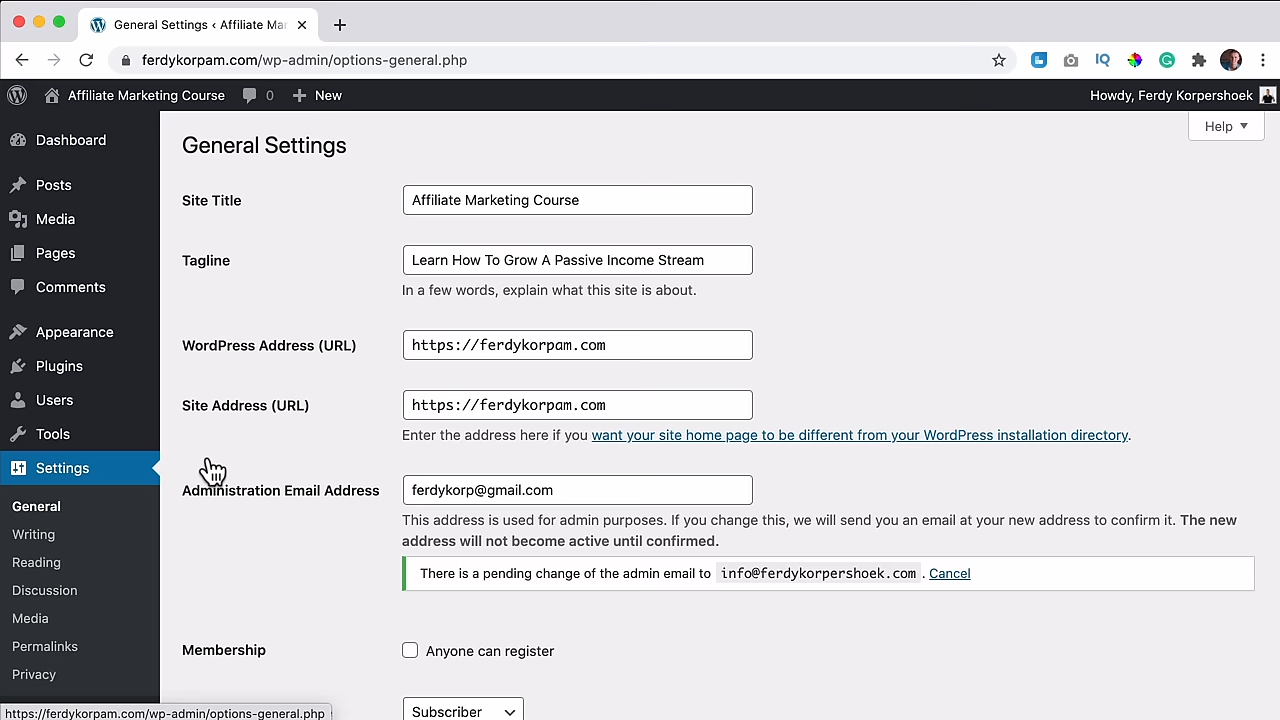 General Settings ‹ Affiliate Mar
ferdykorpam.com/wp-admin/options-general.php
Affiliate Marketing Course 0 New Howdy, Ferdy Korpershoek
Help
Dashboard
Posts
Media
Pages
Comments
Appearance
Plugins
Users
Tools
Settings
General
Writing
Reading
Discussion
Media
Permalinks
Privacy
General Settings
Site Title Affiliate Marketing Course
Tagline Learn How To Grow A Passive Income Stream
In a few words, explain what this site is about.
WordPress Address (URL) https://ferdykorpam.com
Site Address (URL) https://ferdykorpam.com
Enter the address here if you want your site home page to be different from your WordPress installation directory.
Administration Email Address ferdykorp@gmail.com
This address is used for admin purposes. If you change this, we will send you an email at your new address to confirm it. The new
address will not become active until confirmed.
There is a pending change of the admin email to info@ferdykorpershoek.com . Cancel
Membership Anyone can register
Subscriber
https://ferdykorpam.com/wp-admin/options-general.php